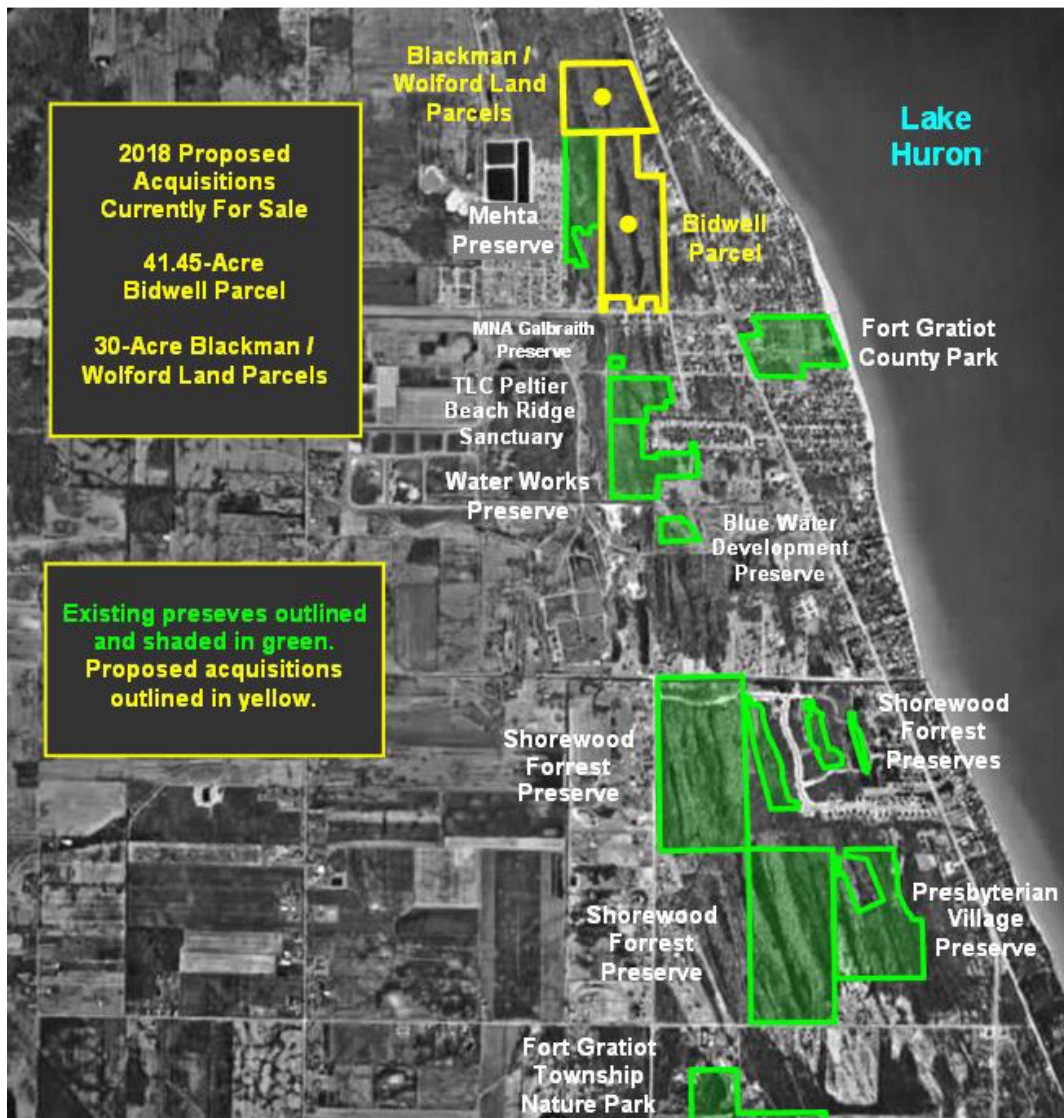 Blackman /
Wolford Land
Parcels
Lake
Huron
2018 Proposed
Acquisitions
Currently For Sale
41.45-Acre
Bidwell Parcel
30-Acre Blackman /
Wolford Land Parcels
Mehta
Preserve
Bidwell
Parcel
MNA Galbraith
Preserve
Fort Gratiot
County Park
TLC Peltier
Beach Ridge
Sanctuary
Water Works
Preserve
Blue Water
Development
Preserve
Existing preseves outlined
and shaded in green.
Proposed acquisitions
outlined in yellow.
Shorewood
Forrest
Preserve
Shorewood
Forrest
Preserves
Shorewood
Forrest
Preserve
Presbyterian
Village
Preserve
Fort Gratiot
Township
Nature Park